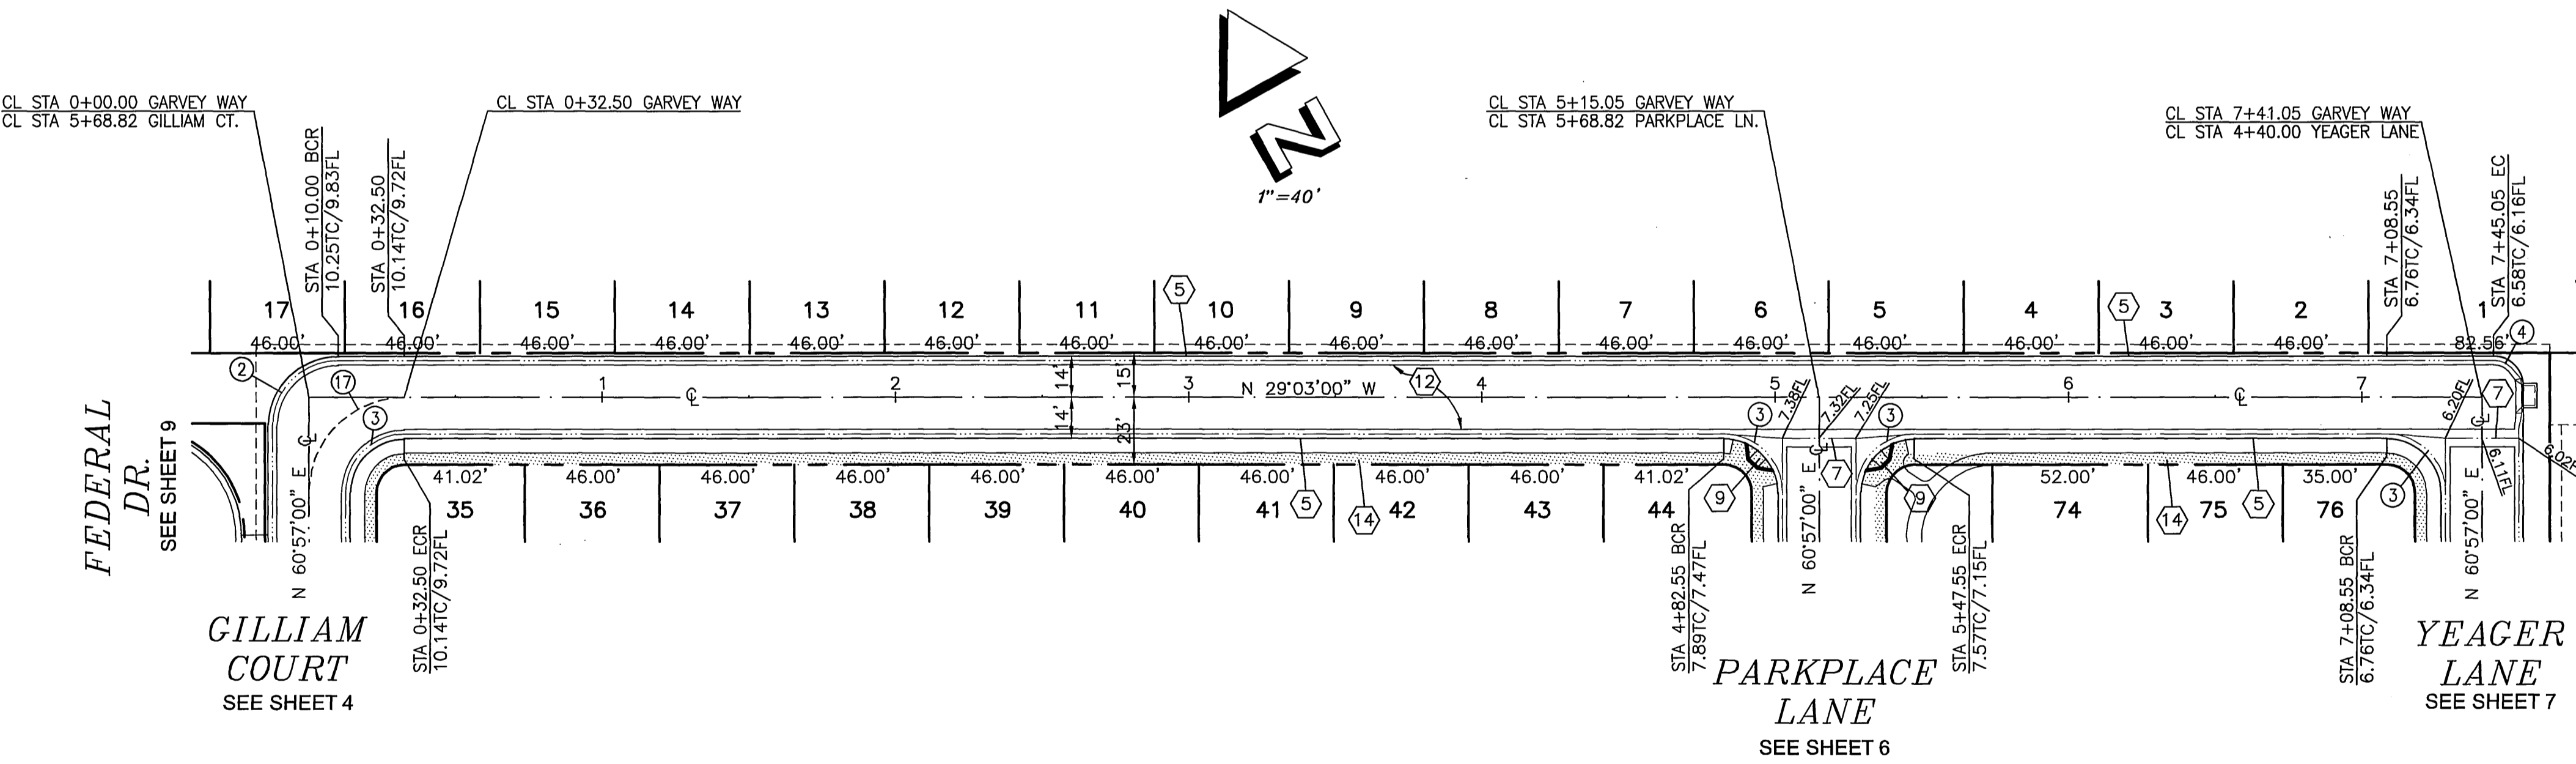 CL STA 0+00.00 GARVEY WAY
CL STA 5+68.82 GILLIAM CT.
CL STA 0+32.50 GARVEY WAY
N
1"=40'
CL STA 5+15.05 GARVEY WAY
CL STA 5+68.82 PARKPLACE LN.
CL STA 7+41.05 GARVEY WAY
CL STA 4+40.00 YEAGER LANE
STA 0+10.00 BCR
10.25TC/9.83FL
STA 0+32.50
10.14TC/9.72FL
STA 7+08.55
6.76TC/6.34FL
STA 7+45.05 EC
6.58TC/6.16FL
17 16 15 14 13 12 11 10 9 8 7 6 5 4 3 2 1
5
5
46.00' 46.00' 46.00' 46.00' 46.00' 46.00' 46.00' 46.00' 46.00' 46.00' 46.00' 46.00' 46.00' 46.00' 46.00' 46.00' 82.56'
2
17
3
4
1 2 3 4 5 6 7
14' 15'
14' 23'
N 29°03'00" W
12
℄
℄
3
7.38FL
7.32FL
7.25FL
3
6.20FL
7
6.11FL
7
41.02' 46.00' 46.00' 46.00' 46.00' 46.00' 46.00' 46.00' 46.00' 41.02'
52.00' 46.00' 35.00'
35 36 37 38 39 40 41 42 43 44
74 75 76
5
14
9
9
14
5
3
FEDERAL
DR.
SEE SHEET 9
N 60°57'00" E
N 60°57'00" E
N 60°57'00" E
STA 0+32.50 ECR
10.14TC/9.72FL
STA 4+82.55 BCR
7.89TC/7.47FL
STA 5+47.55 ECR
7.57TC/7.15FL
STA 7+08.55 BCR
6.76TC/6.34FL
GILLIAM
COURT
SEE SHEET 4
PARKPLACE
LANE
SEE SHEET 6
YEAGER
LANE
SEE SHEET 7